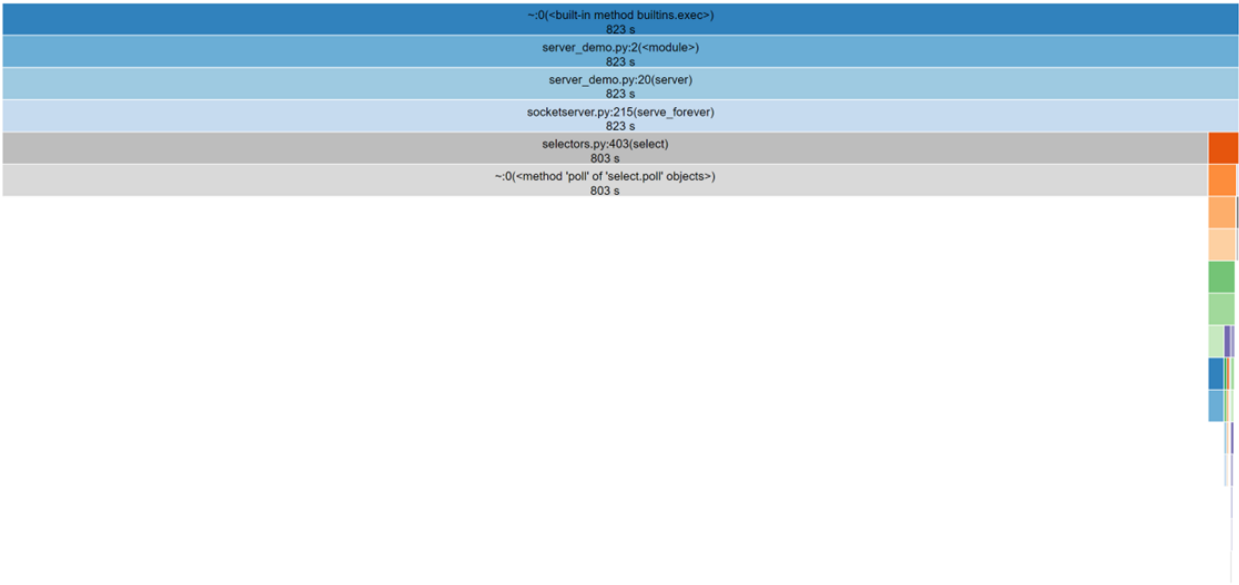 ~:0(<built-in method builtins.exec>)
823 s
server_demo.py:2(<module>)
823 s
server_demo.py:20(server)
823 s
socketserver.py:215(serve_forever)
823 s
selectors.py:403(select)
803 s
~:0(<method 'poll' of 'select.poll' objects>)
803 s